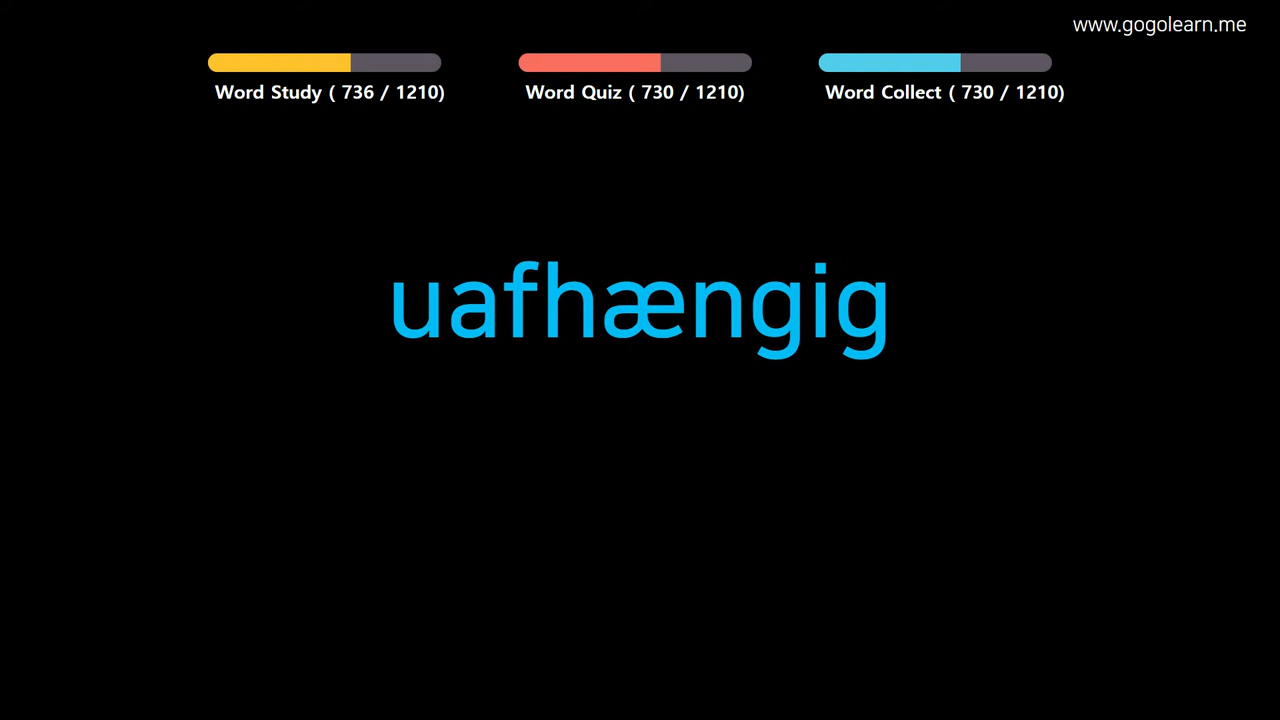 www.gogolearn.me
Word Study ( 736 / 1210)
Word Quiz ( 730 / 1210)
Word Collect ( 730 / 1210)
uafhængig